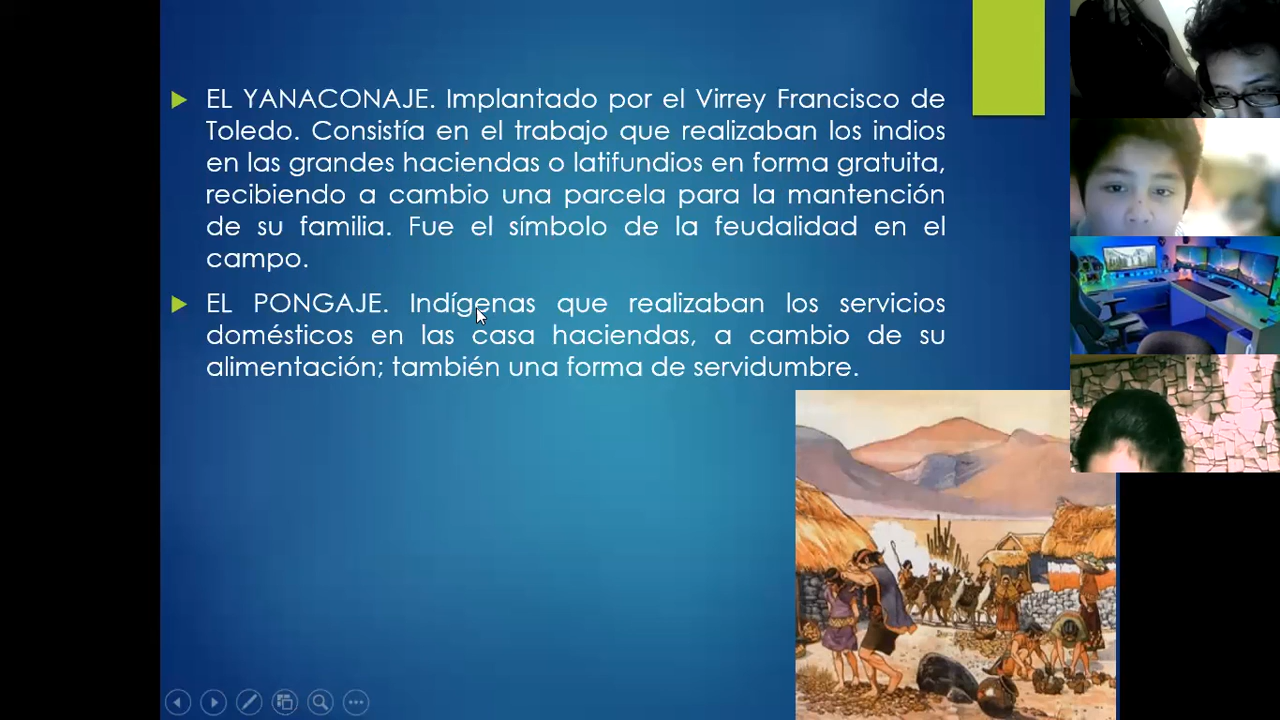 EL YANACONAJE. Implantado por el Virrey Francisco de
Toledo. Consistía en el trabajo que realizaban los indios
en las grandes haciendas o latifundios en forma gratuita,
recibiendo a cambio una parcela para la mantención
de su familia. Fue el símbolo de la feudalidad en el
campo.
EL PONGAJE. Indígenas que realizaban los servicios
domésticos en las casa haciendas, a cambio de su
alimentación; también una forma de servidumbre.